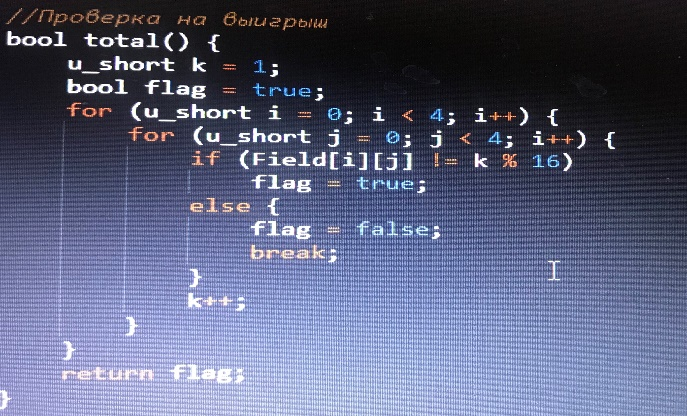 //Проверка на выигрыш
bool total() {
u_short k = 1;
bool flag = true;
for (u_short i = 0; i < 4; i++) {
for (u_short j = 0; j < 4; i++) {
if (Field[i][j] != k % 16)
flag = true;
else {
flag = false;
break;
}
k++;
}
}
return flag;
}